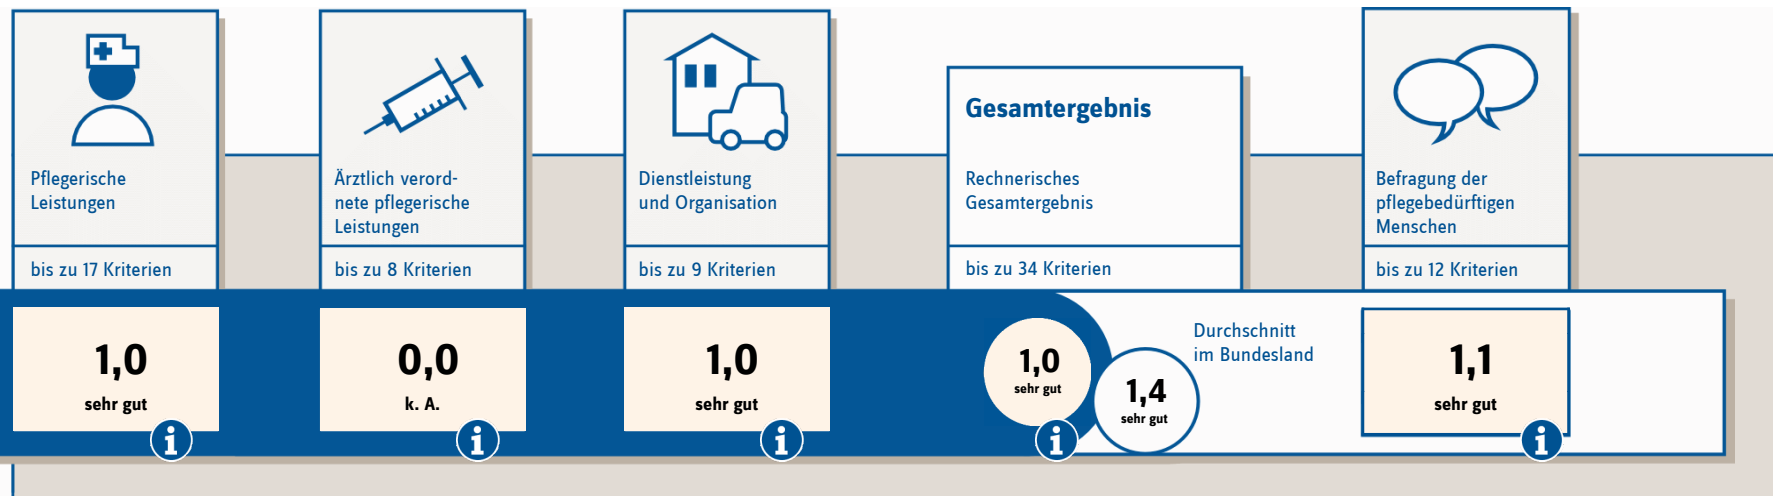 Pflegerische
Leistungen
bis zu 17 Kriterien
1,0
sehr gut
Ärztlich verord-
nete pflegerische
Leistungen
bis zu 8 Kriterien
0,0
k. A.
Dienstleistung
und Organisation
bis zu 9 Kriterien
1,0
sehr gut
Gesamtergebnis
Rechnerisches
Gesamtergebnis
bis zu 34 Kriterien
1,0
sehr gut
1,4
sehr gut
Durchschnitt
im Bundesland
Befragung der
pflegebedürftigen
Menschen
bis zu 12 Kriterien
1,1
sehr gut